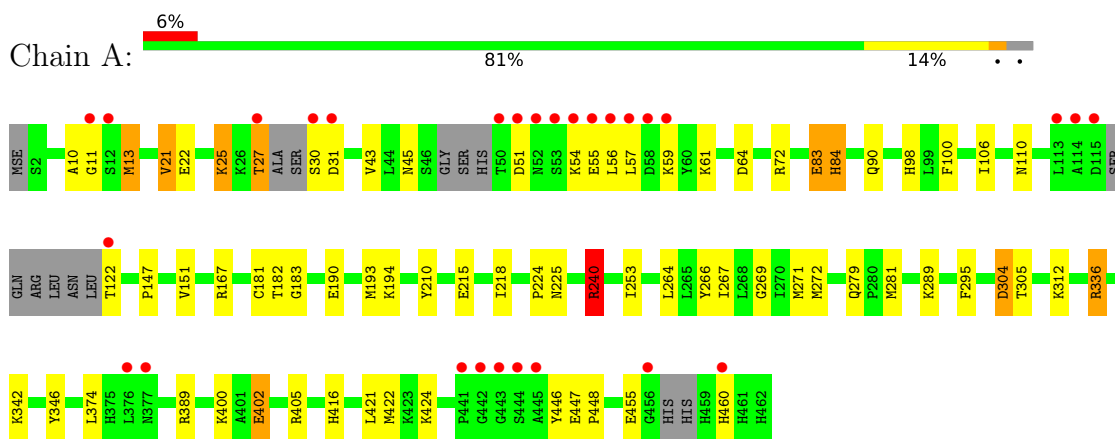 6%
Chain A:
81% 14% • •
MSE S2 A10 G11 S12 M13 V21 E22 K25 K26 T27 ALA SER S30 D31 V43 L44 N45 S46 GLY SER HIS T50 D51 N52 S53 K54 E55 L56 L57 D58 K59 Y60 K61 D64 R72 E83 H84 Q90 H98 L99 F100 I106 N110 L113 A114 D115 SER
GLN ARG LEU ASN LEU T122 P147 V151 R167 C181 T182 G183 E190 M193 K194 Y210 E215 I218 P224 N225 R240 I253 L264 L265 Y266 I267 L268 G269 I270 M271 M272 Q279 P280 M281 K289 F295 D304 T305 K312 R336
K342 Y346 L374 H375 L376 N377 R389 K400 A401 E402 R405 H416 L421 M422 K423 K424 P441 G442 G443 S444 A445 Y446 E447 P448 E455 G456 HIS HIS H459 H460 H461 H462